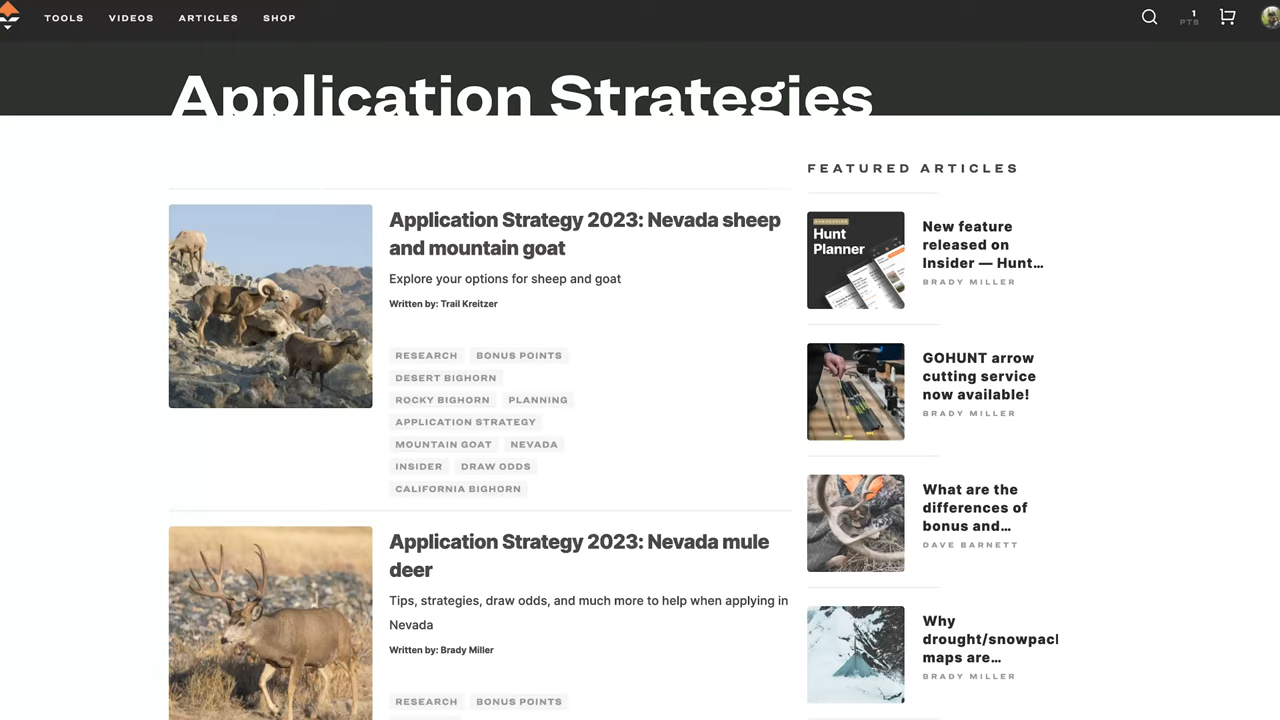 TOOLS VIDEOS ARTICLES SHOP
1
PTS
Application Strategies
Application Strategy 2023: Nevada sheep
and mountain goat
Explore your options for sheep and goat
Written by: Trail Kreitzer
RESEARCH BONUS POINTS
DESERT BIGHORN
ROCKY BIGHORN PLANNING
APPLICATION STRATEGY
MOUNTAIN GOAT NEVADA
INSIDER DRAW ODDS
CALIFORNIA BIGHORN
Application Strategy 2023: Nevada mule
deer
Tips, strategies, draw odds, and much more to help when applying in
Nevada
Written by: Brady Miller
RESEARCH BONUS POINTS
FEATURED ARTICLES
Hunt
Planner
New feature
released on
Insider — Hunt...
BRADY MILLER
GOHUNT arrow
cutting service
now available!
BRADY MILLER
What are the
differences of
bonus and...
DAVE BARNETT
Why
drought/snowpacl
maps are...
BRADY MILLER